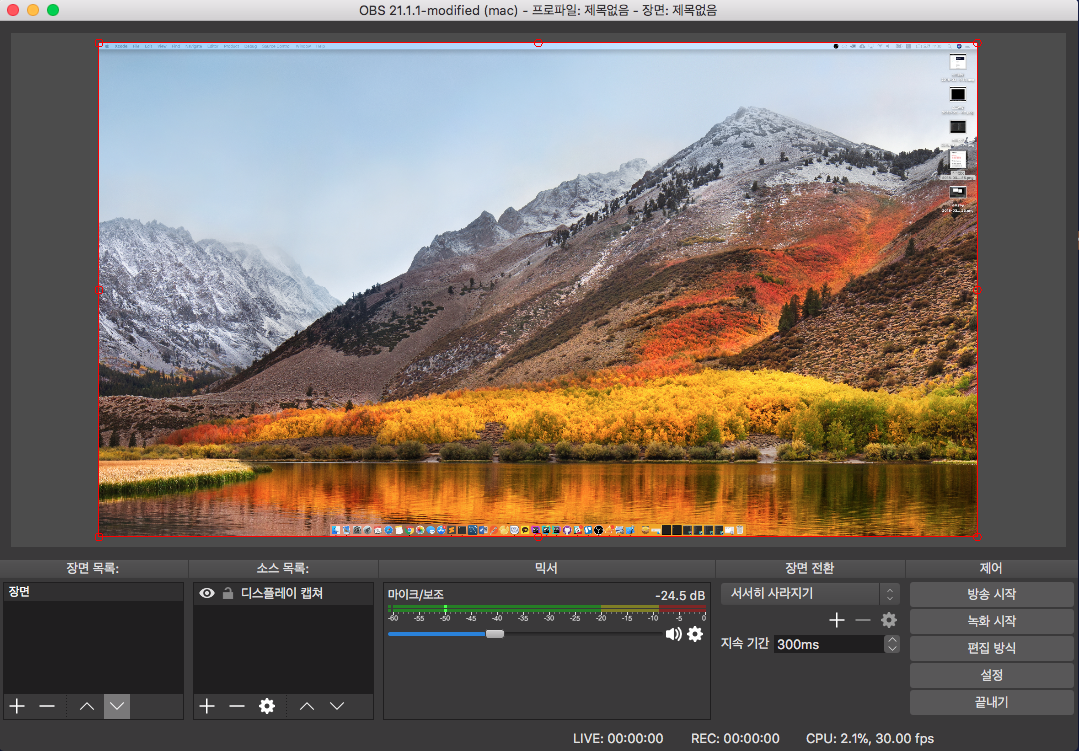 OBS 21.1.1-modified (mac) - 프로파일: 제목없음 - 장면: 제목없음
장면 목록:
소스 목록:
믹서
장면 전환
제어
장면
디스플레이 캡쳐
마이크/보조
-24.5 dB
-60 -55 -50 -45 -40 -35 -30 -25 -20 -15 -10 -5 0
서서히 사라지기
지속 기간 300ms
방송 시작
녹화 시작
편집 방식
설정
끝내기
LIVE: 00:00:00 REC: 00:00:00 CPU: 2.1%, 30.00 fps